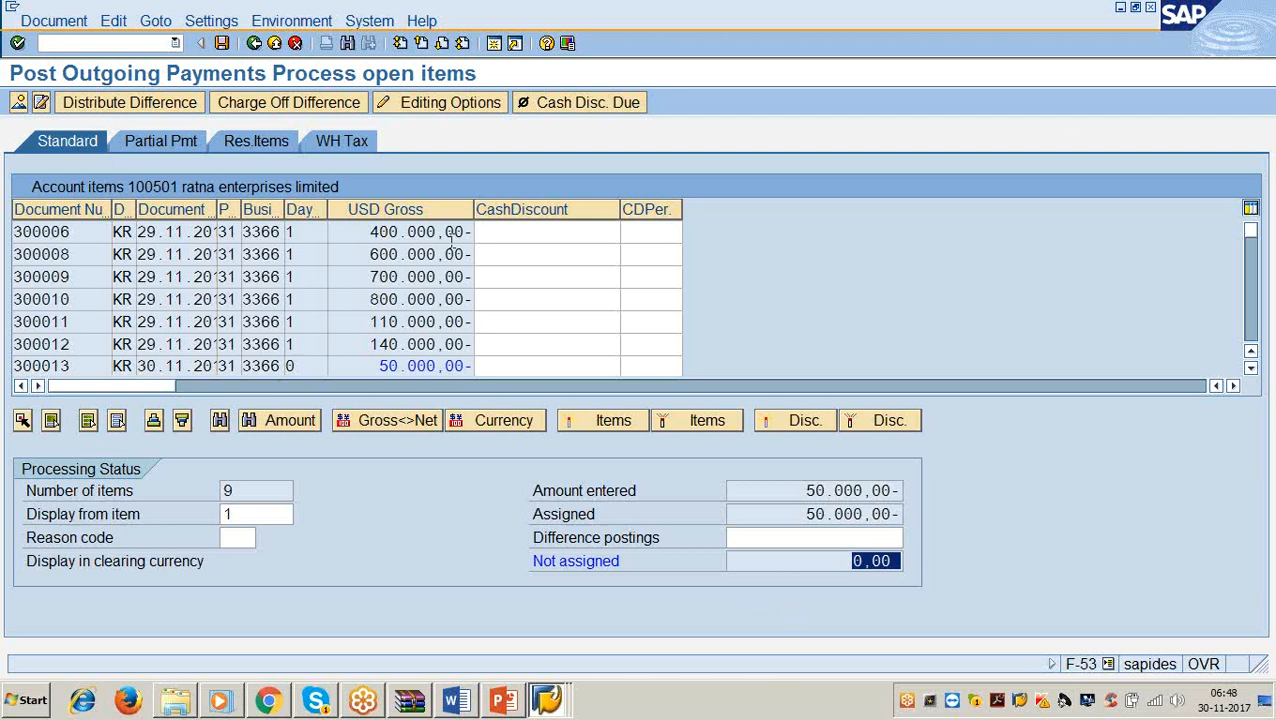 Document Edit Goto Settings Environment System Help
SAP
Post Outgoing Payments Process open items
Distribute Difference Charge Off Difference Editing Options Cash Disc. Due
Standard Partial Pmt Res.Items WH Tax
Account items 100501 ratna enterprises limited
Document Nu... D... Document ... P... Busi... Day... USD Gross CashDiscount CDPer.
300006 KR 29.11.201 31 3366 1 400.000,00-
300008 KR 29.11.201 31 3366 1 600.000,00-
300009 KR 29.11.201 31 3366 1 700.000,00-
300010 KR 29.11.201 31 3366 1 800.000,00-
300011 KR 29.11.201 31 3366 1 110.000,00-
300012 KR 29.11.201 31 3366 1 140.000,00-
300013 KR 30.11.201 31 3366 0 50.000,00-
Amount Gross<>Net Currency Items Items Disc. Disc.
Processing Status
Number of items 9 Amount entered 50.000,00-
Display from item 1 Assigned 50.000,00-
Reason code Difference postings
Display in clearing currency Not assigned 0,00
F-53 sapides OVR
Start 06:48
30-11-2017